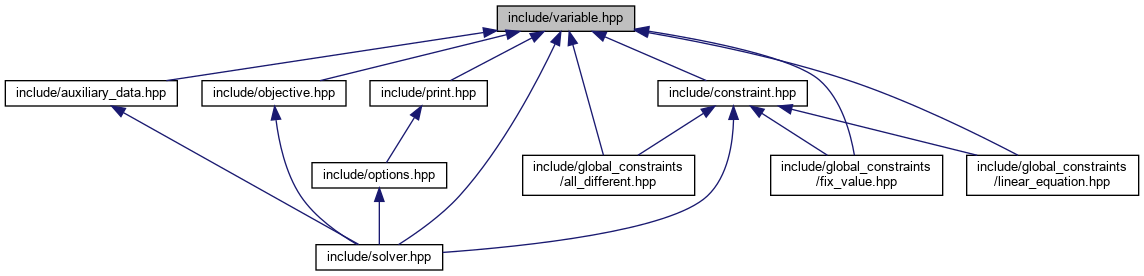 include/variable.hpp
include/auxiliary_data.hpp
include/objective.hpp
include/print.hpp
include/constraint.hpp
include/options.hpp
include/global_constraints
/all_different.hpp
include/global_constraints
/fix_value.hpp
include/global_constraints
/linear_equation.hpp
include/solver.hpp